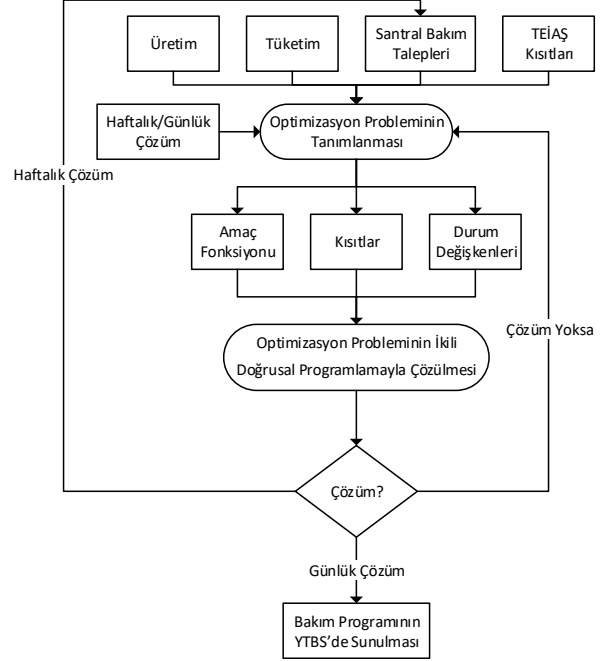 Üretim
Tüketim
Santral Bakım
Talepleri
TEİAŞ
Kısıtları
Haftalık/Günlük
Çözüm
Optimizasyon Probleminin
Tanımlanması
Haftalık Çözüm
Amaç
Fonksiyonu
Kısıtlar
Durum
Değişkenleri
Optimizasyon Probleminin İkili
Doğrusal Programlamayla Çözülmesi
Çözüm Yoksa
Çözüm?
Günlük Çözüm
Bakım Programının
YTBS’de Sunulması